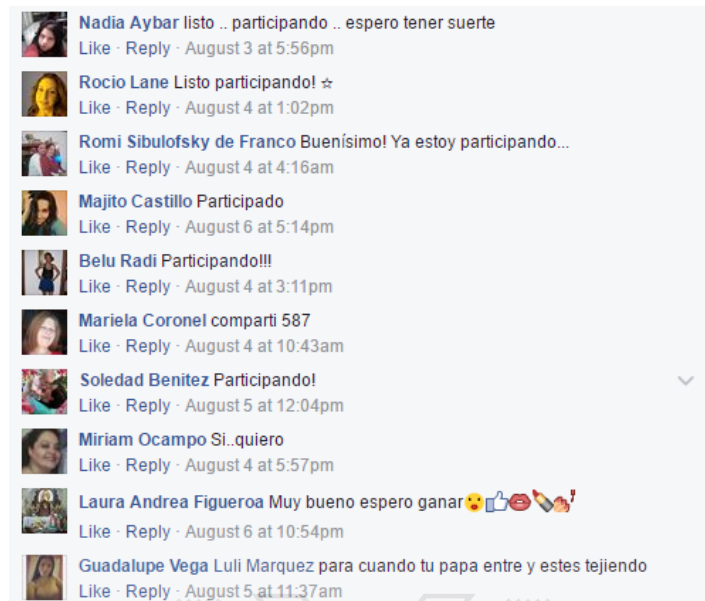 Nadia Aybar listo .. participando .. espero tener suerte
Like · Reply · August 3 at 5:56pm
Rocio Lane Listo participando! ☆
Like · Reply · August 4 at 1:02pm
Romi Sibulofsky de Franco Buenísimo! Ya estoy participando...
Like · Reply · August 4 at 4:16am
Majito Castillo Participado
Like · Reply · August 6 at 5:14pm
Belu Radi Participando!!!
Like · Reply · August 4 at 3:11pm
Mariela Coronel comparti 587
Like · Reply · August 4 at 10:43am
Soledad Benitez Participando!
Like · Reply · August 5 at 12:04pm
Miriam Ocampo Si..quiero
Like · Reply · August 4 at 5:57pm
Laura Andrea Figueroa Muy bueno espero ganar😮👍👄💄💅
Like · Reply · August 6 at 10:54pm
Guadalupe Vega Luli Marquez para cuando tu papa entre y estes tejiendo
Like · Reply · August 5 at 11:37am